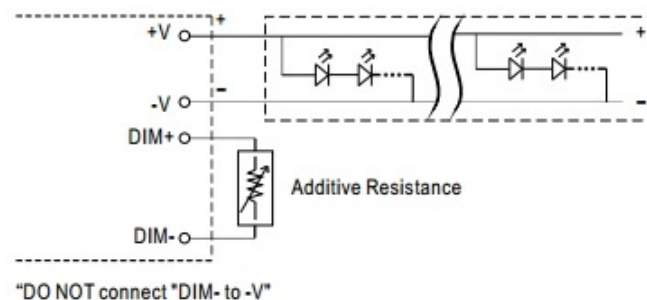 +V
+
+
-V
-
-
DIM+
Additive Resistance
DIM-
"DO NOT connect "DIM- to -V"